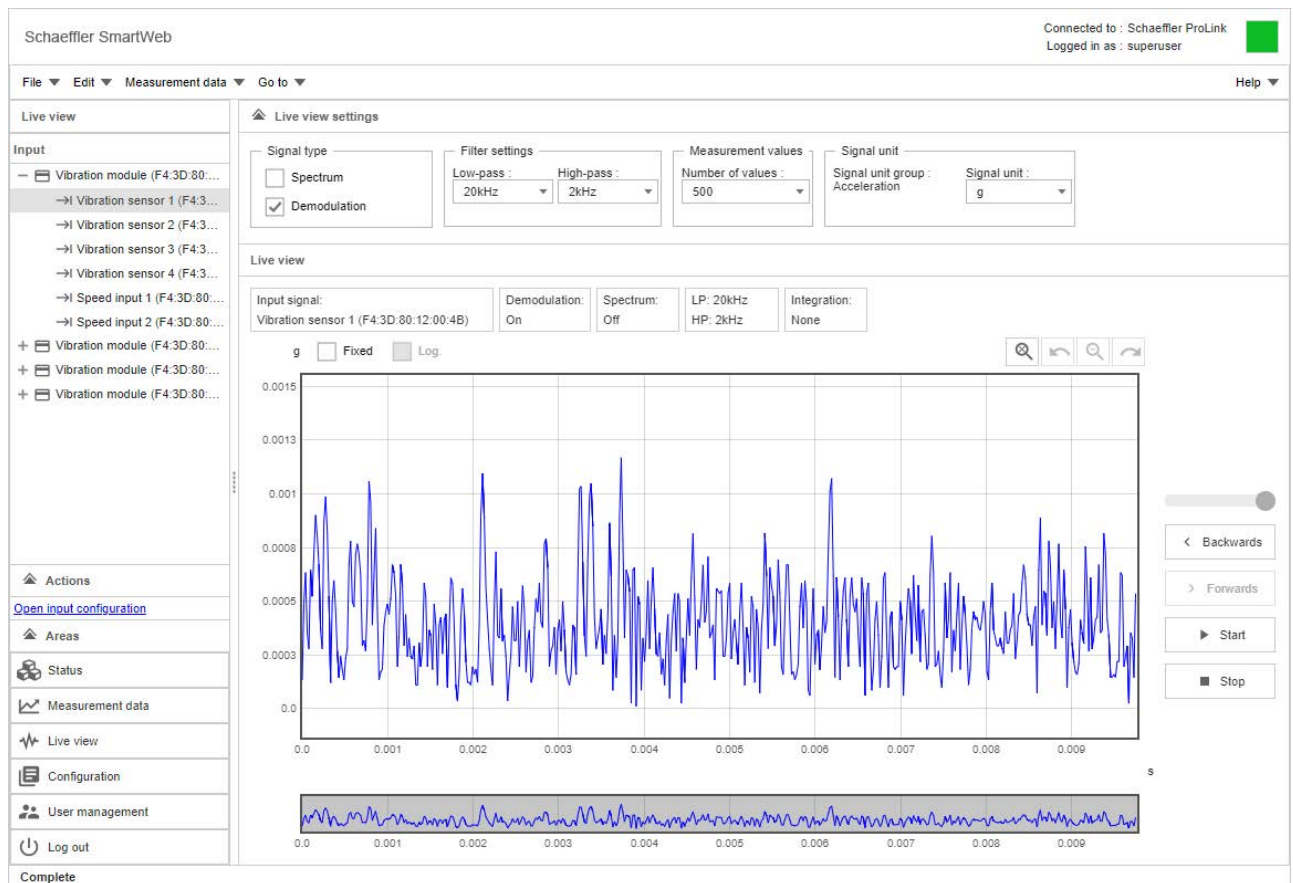 Schaeffler SmartWeb
Connected to : Schaeffler ProLink
Logged in as : superuser
File Edit Measurement data Go to Help
Live view
Input
Vibration module (F4:3D:80:...
Vibration sensor 1 (F4:3...
Vibration sensor 2 (F4:3...
Vibration sensor 3 (F4:3...
Vibration sensor 4 (F4:3...
Speed input 1 (F4:3D:80:...
Speed input 2 (F4:3D:80:...
Vibration module (F4:3D:80:...
Vibration module (F4:3D:80:...
Vibration module (F4:3D:80:...
Actions
Open input configuration
Areas
Status
Measurement data
Live view
Configuration
User management
Log out
Live view settings
Signal type
Spectrum
Demodulation
Filter settings
Low-pass : High-pass :
20kHz 2kHz
Measurement values
Number of values :
500
Signal unit
Signal unit group : Signal unit :
Acceleration g
Live view
Input signal:
Vibration sensor 1 (F4:3D:80:12:00:4B)
Demodulation:
On
Spectrum:
Off
LP: 20kHz
HP: 2kHz
Integration:
None
g Fixed Log.
0.0015
0.0013
0.001
0.0008
0.0005
0.0003
0.0
0.0 0.001 0.002 0.003 0.004 0.005 0.006 0.007 0.008 0.009
s
0.0 0.001 0.002 0.003 0.004 0.005 0.006 0.007 0.008 0.009
Backwards
Forwards
Start
Stop
Complete